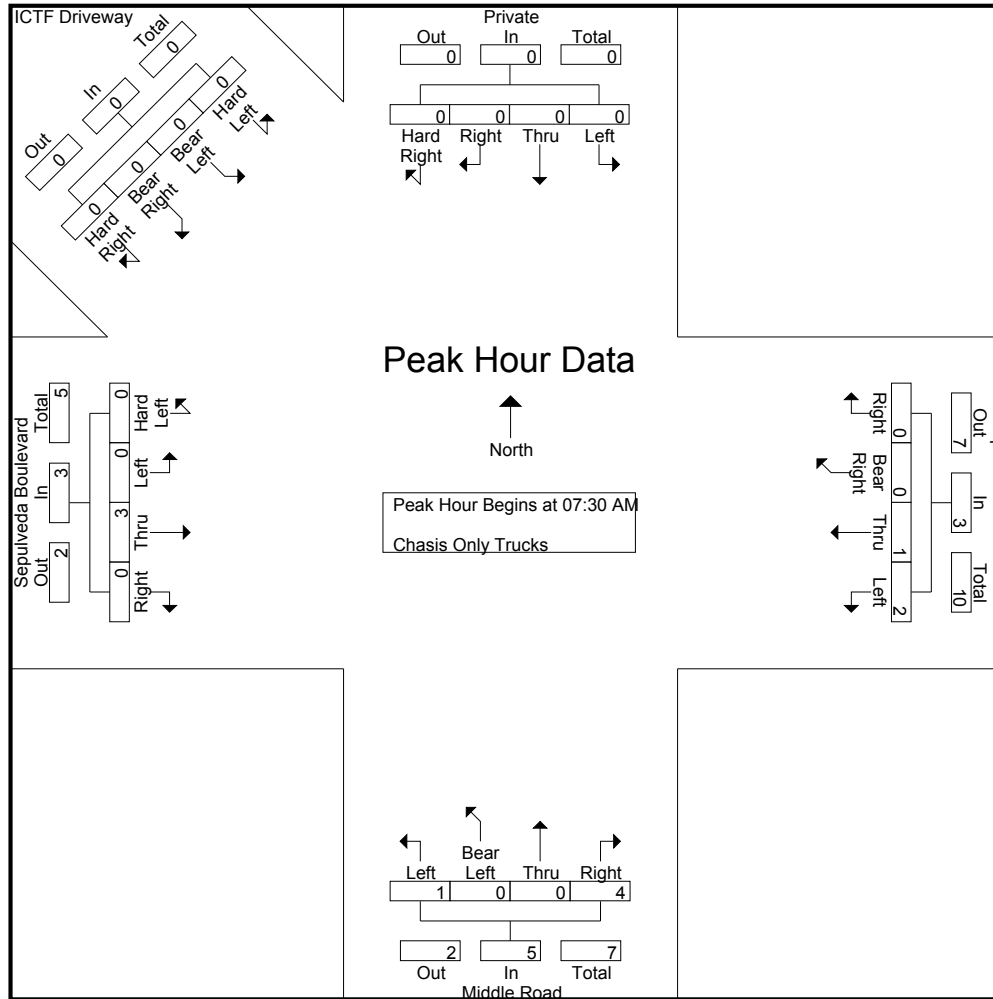 ICTF Driveway
Total
0
In
0
Out
0
0
Hard
Left
0
Bear
Left
0
Bear
Right
0
Hard
Right
Private
Out
In
Total
0
0
0
0
0
0
0
Hard
Right
Right
Thru
Left
Peak Hour Data
North
Peak Hour Begins at 07:30 AM
Chasis Only Trucks
Sepulveda Boulevard
Total
5
In
3
Out
2
0
Hard
Left
0
Left
3
Thru
0
Right
Right
0
Bear
Right
0
Thru
1
Left
2
Out
7
In
3
Total
10
Left
Bear
Left
Thru
Right
1
0
0
4
2
5
7
Out
In
Total
Middle Road